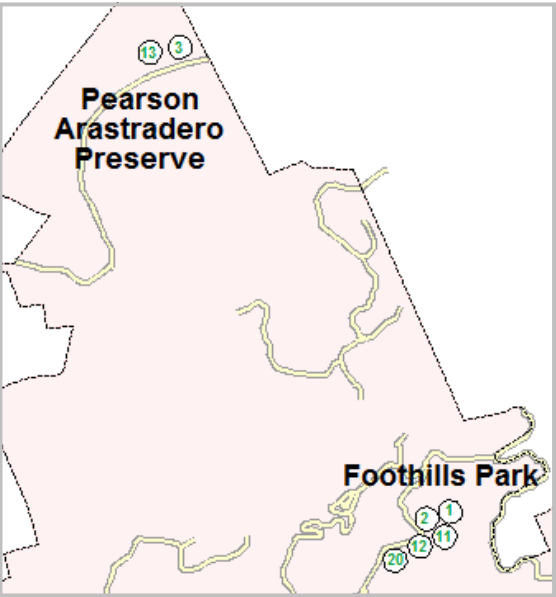 13 3
Pearson
Arastradero
Preserve
Foothills Park
2 1
12 11
20